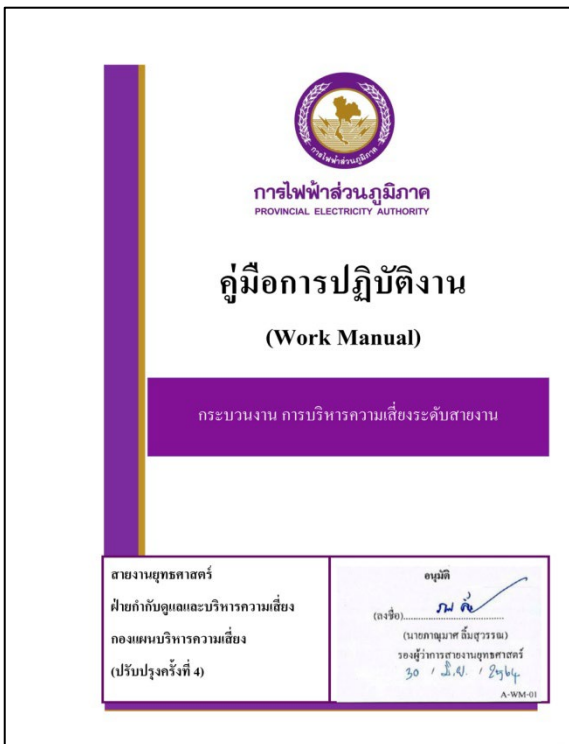 การไฟฟ้าส่วนภูมิภาค
การไฟฟ้าส่วนภูมิภาค
PROVINCIAL ELECTRICITY AUTHORITY
คู่มือการปฏิบัติงาน
(Work Manual)
กระบวนงาน การบริหารความเสี่ยงระดับสายงาน
สายงานยุทธศาสตร์
ฝ่ายกำกับดูแลและบริหารความเสี่ยง
กองแผนบริหารความเสี่ยง
(ปรับปรุงครั้งที่ 4)
อนุมัติ
(ลงชื่อ)
(นายภาณุมาศ ลิ้มสุวรรณ)
รองผู้ว่าการสายงานยุทธศาสตร์
30 / มิ.ย. / 2564
A-WM-01